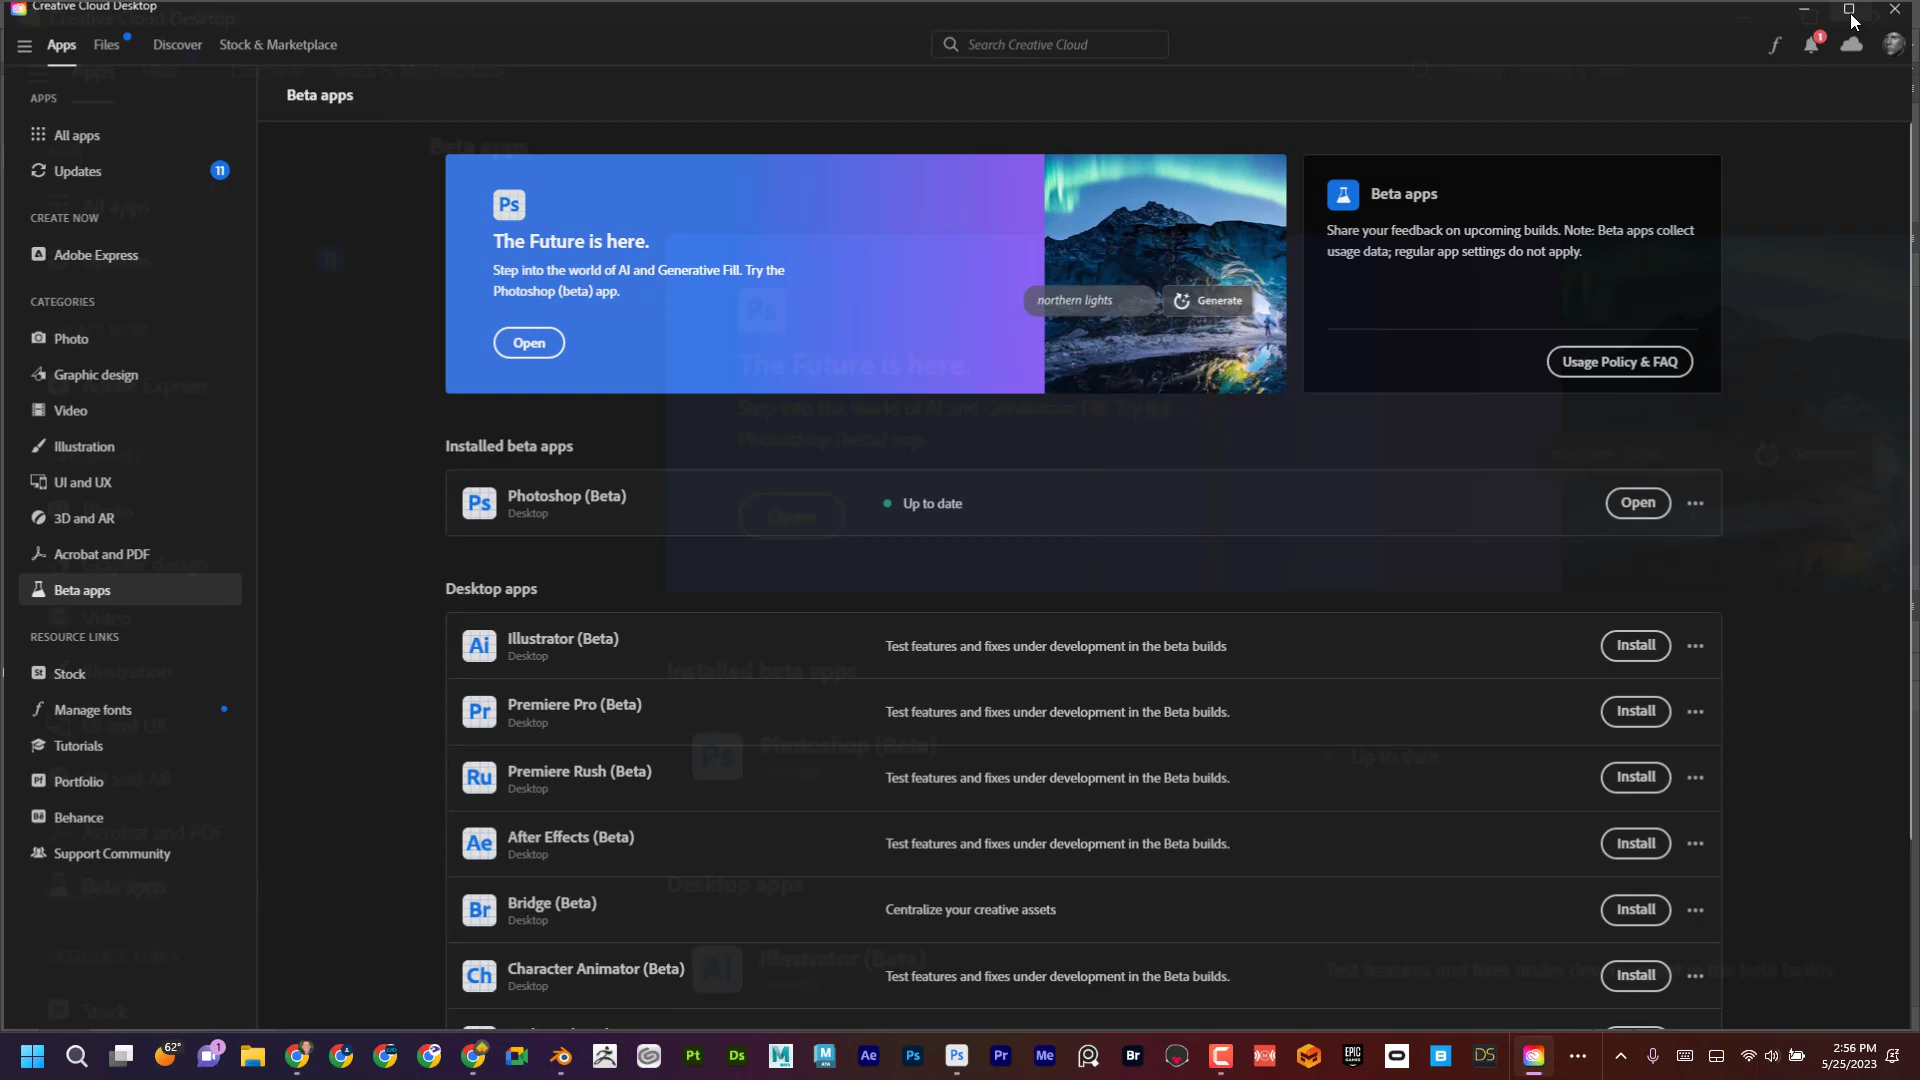 Creative Cloud Desktop
Apps
Files
Discover
Stock & Marketplace
Search Creative Cloud
1
APPS
All apps
Updates
11
CREATE NOW
Adobe Express
CATEGORIES
Photo
Graphic design
Video
Illustration
UI and UX
3D and AR
Acrobat and PDF
Beta apps
RESOURCE LINKS
St
Stock
Manage fonts
Tutorials
Pf
Portfolio
Bē
Behance
Support Community
Beta apps
Ps
The Future is here.
Step into the world of AI and Generative Fill. Try the
Photoshop (beta) app.
Open
northern lights
Generate
Beta apps
Share your feedback on upcoming builds. Note: Beta apps collect
usage data; regular app settings do not apply.
Usage Policy & FAQ
Installed beta apps
Ps
Photoshop (Beta)
Desktop
Up to date
Open
Desktop apps
Ai
Illustrator (Beta)
Desktop
Test features and fixes under development in the beta builds
Install
Pr
Premiere Pro (Beta)
Desktop
Test features and fixes under development in the Beta builds.
Install
Ru
Premiere Rush (Beta)
Desktop
Test features and fixes under development in the Beta builds.
Install
Ae
After Effects (Beta)
Desktop
Test features and fixes under development in the Beta builds.
Install
Br
Bridge (Beta)
Desktop
Centralize your creative assets
Install
Ch
Character Animator (Beta)
Desktop
Test features and fixes under development in the Beta builds.
Install
62°
1
Pt
Ds
Ae
Ps
Ps
Pr
Me
Br
EPIC
GAMES
B
DS
2:56 PM
5/25/2023